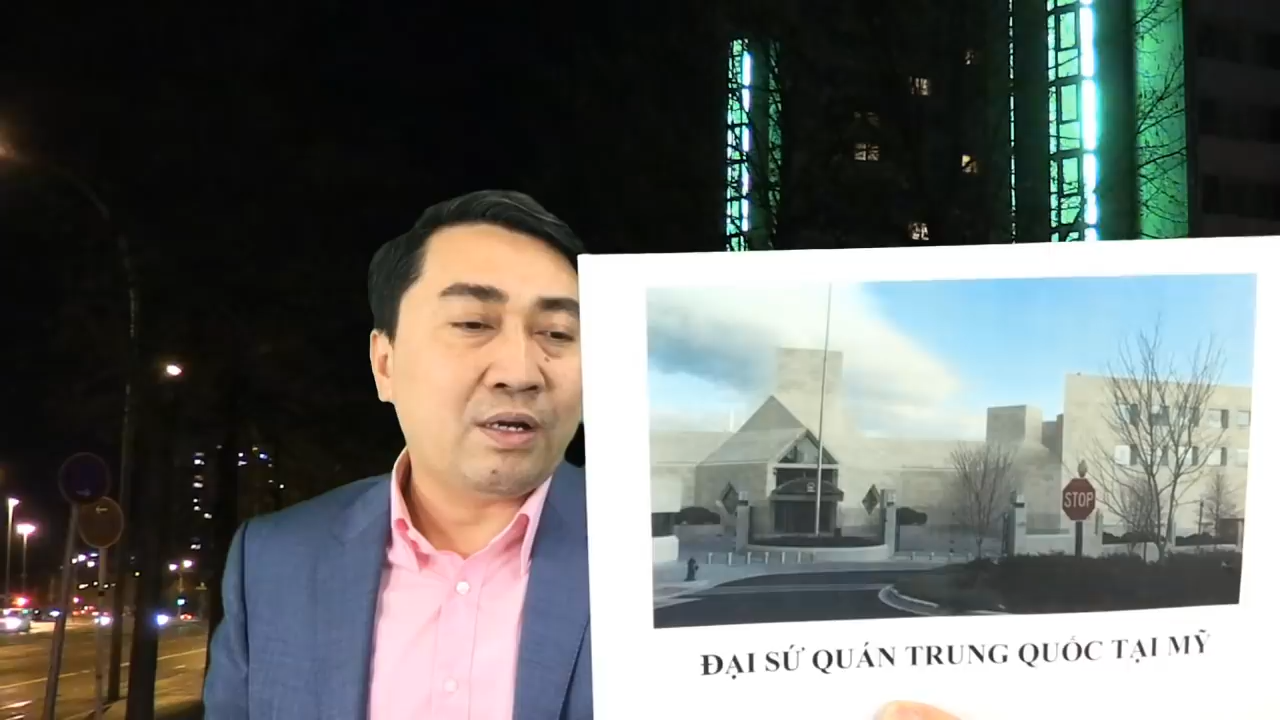 STOP
ĐẠI SỨ QUÁN TRUNG QUỐC TẠI MỸ